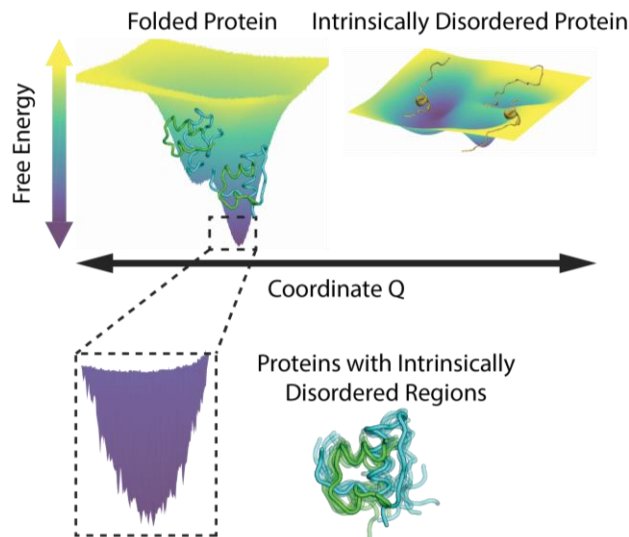 Folded Protein
Intrinsically Disordered Protein
Free Energy
Coordinate Q
Proteins with Intrinsically
Disordered Regions